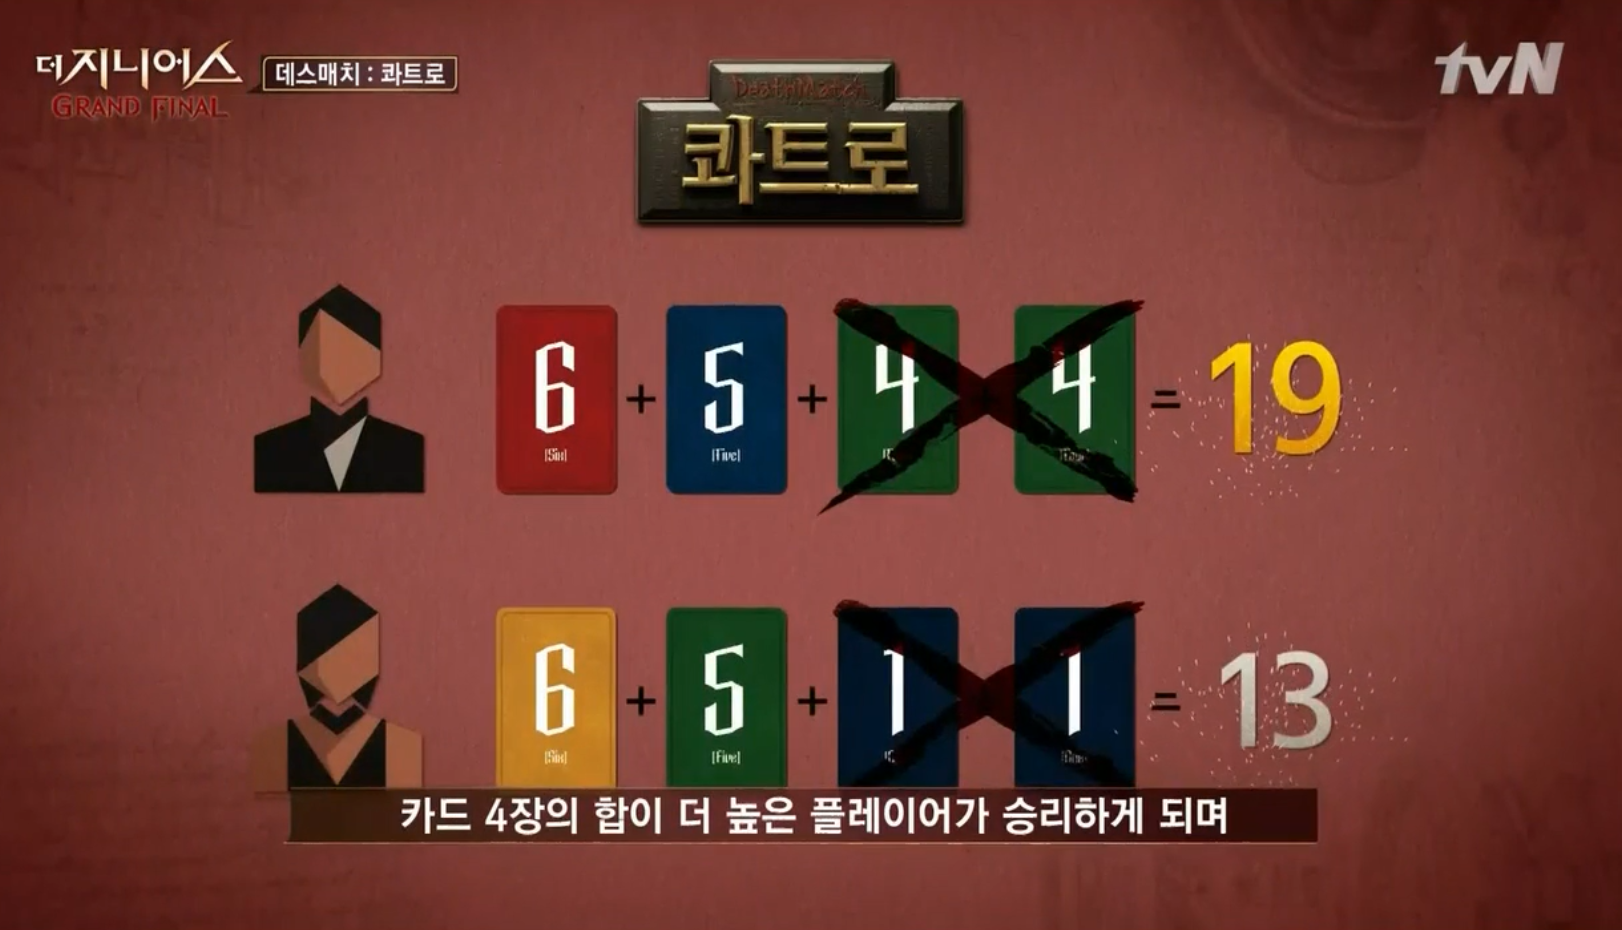 더 지니어스
GRAND FINAL
데스매치 : 콰트로
tvN
DeathMatch
콰트로
6 + 5 + 4 4 = 19
[Six] [Five]
6 + 5 + 1 1 = 13
[Six] [Five]
카드 4장의 합이 더 높은 플레이어가 승리하게 되며